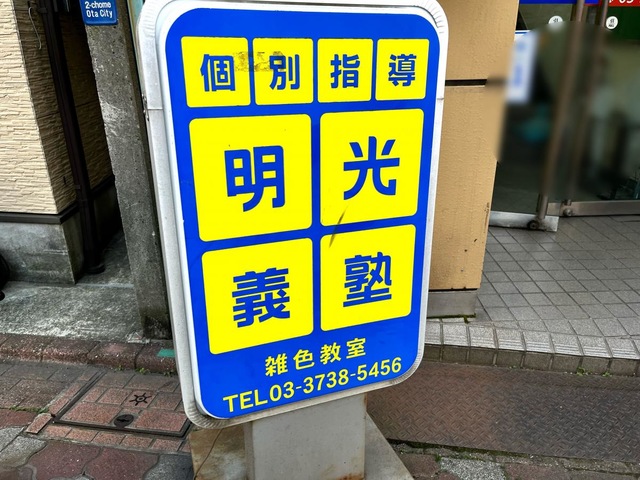 2-chome
Ota City
個別指導
明光
義塾
雑色教室
TEL03-3738-5456